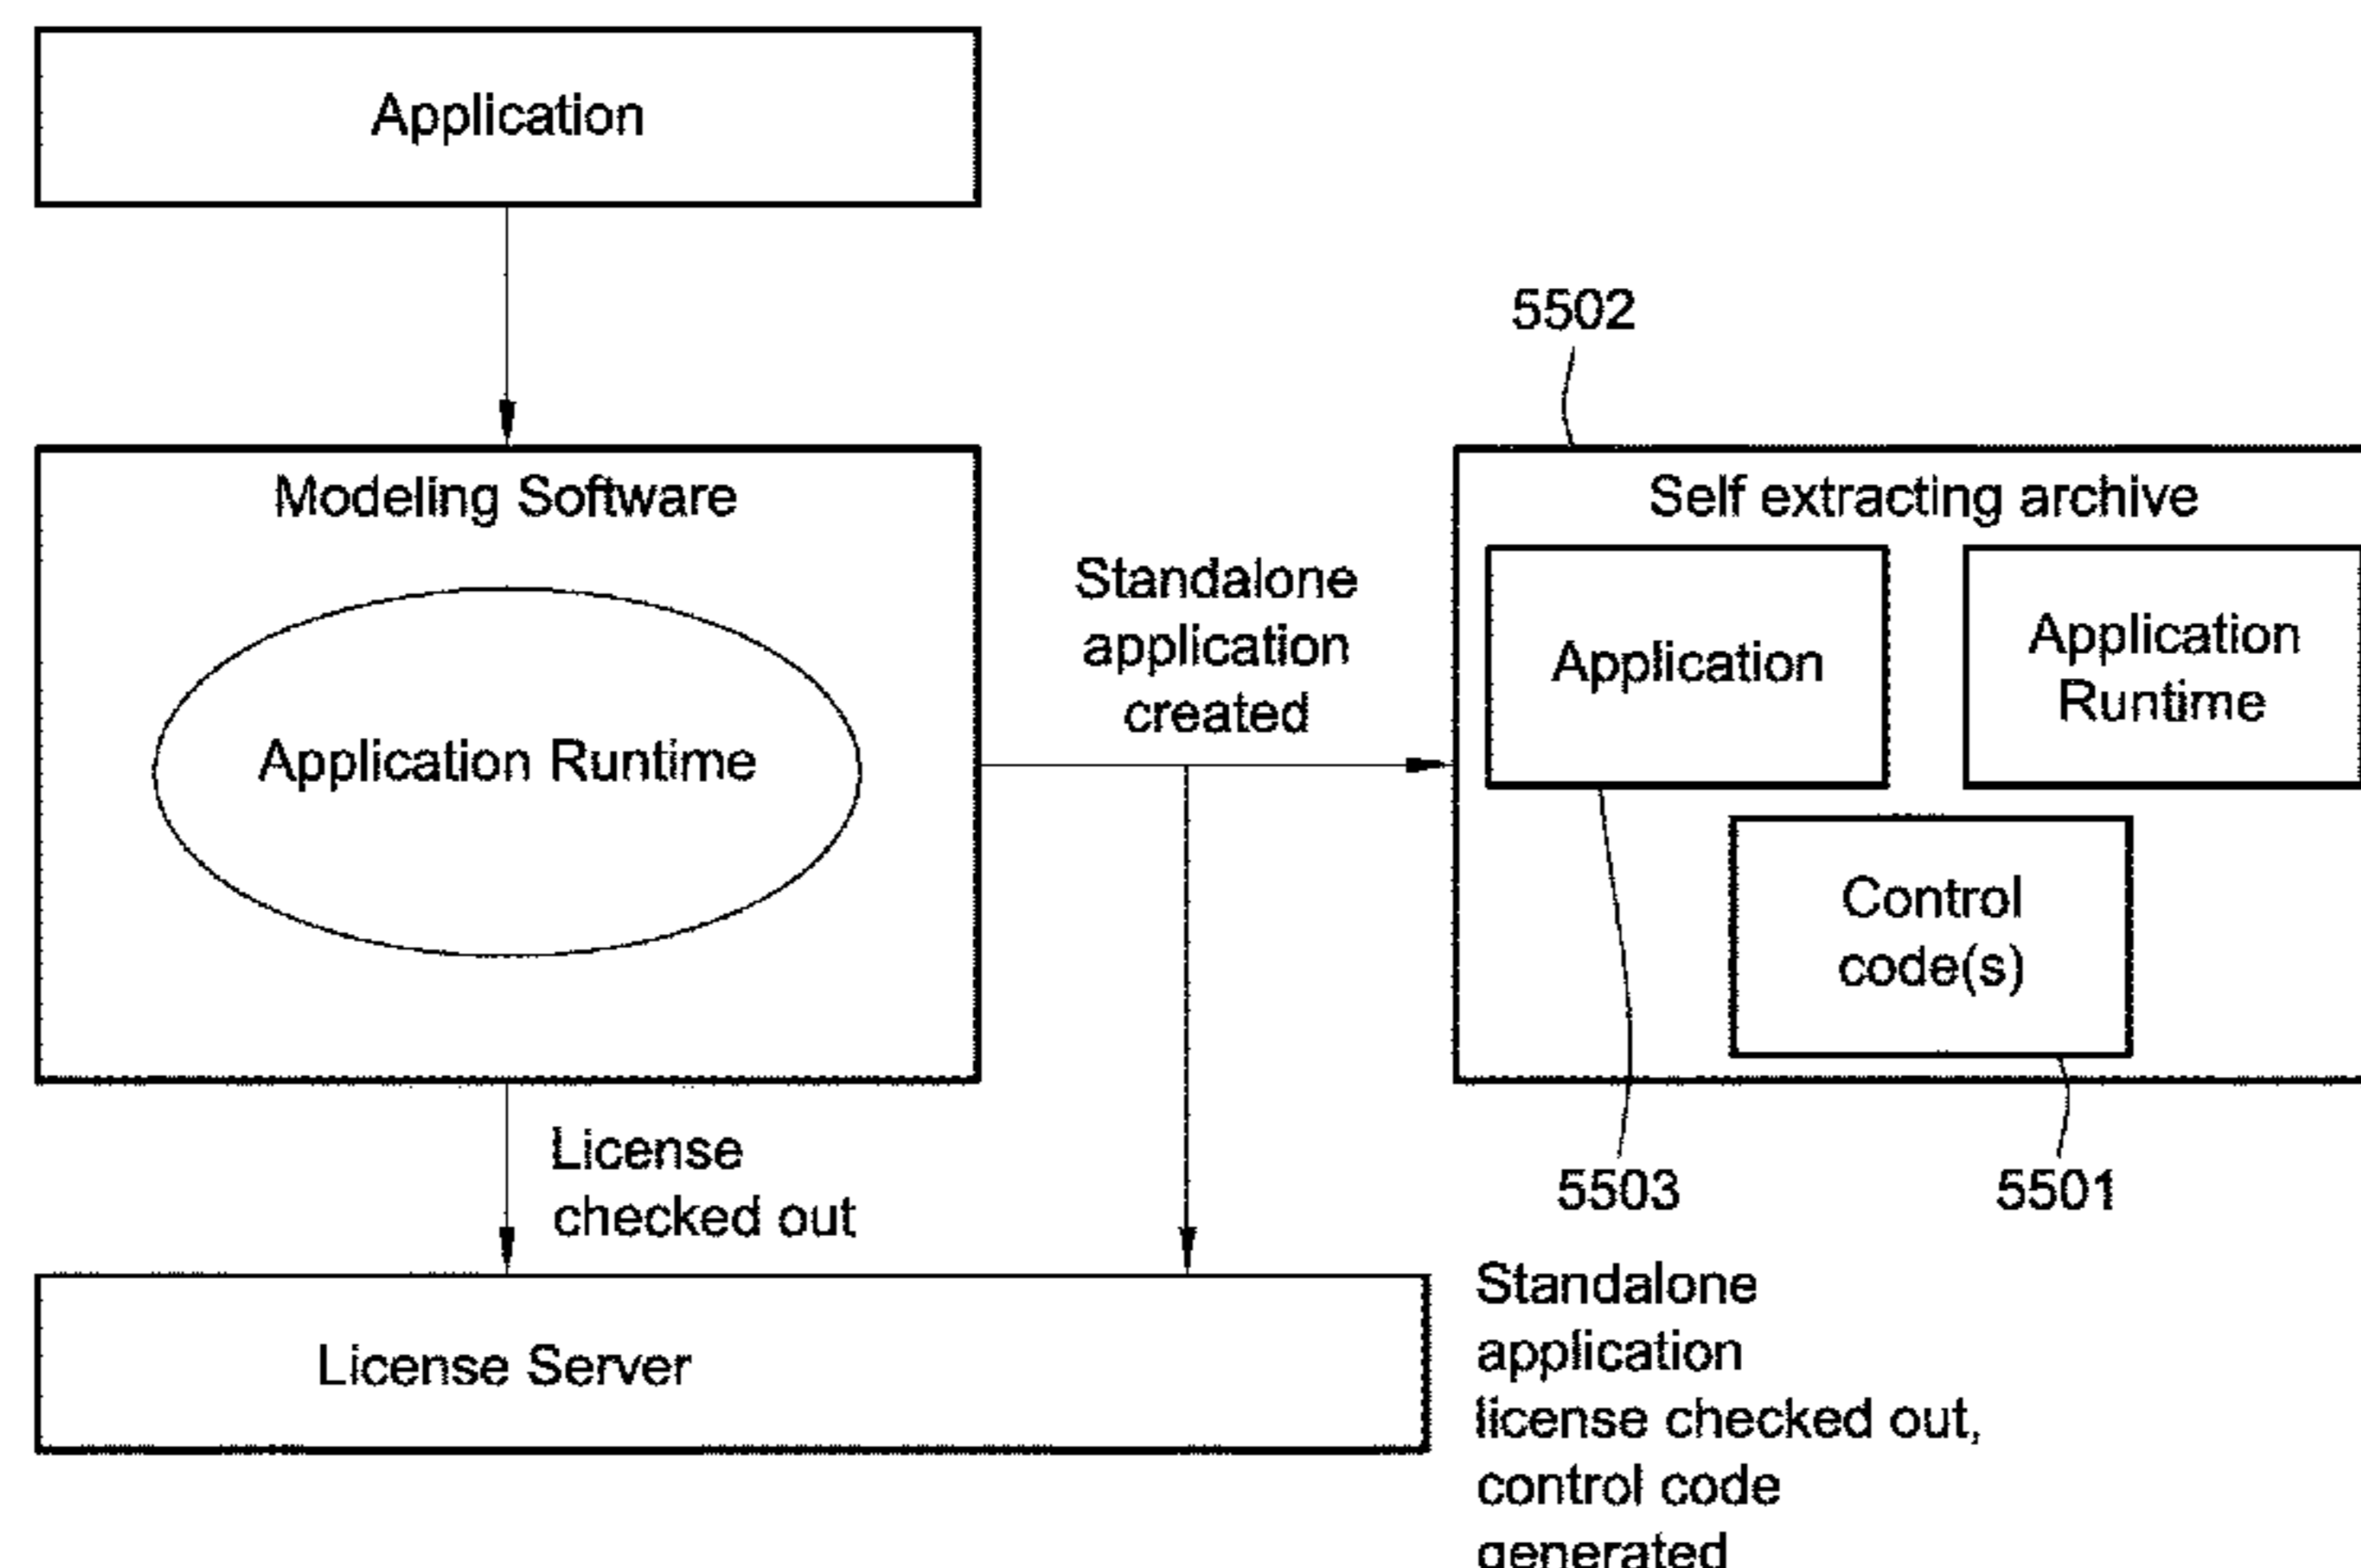 Application
5502
Modeling Software
Application Runtime
Standalone
application
created
Self extracting archive
Application
Application
Runtime
Control
code(s)
License
checked out
5503
5501
License Server
Standalone
application
license checked out,
control code
generated